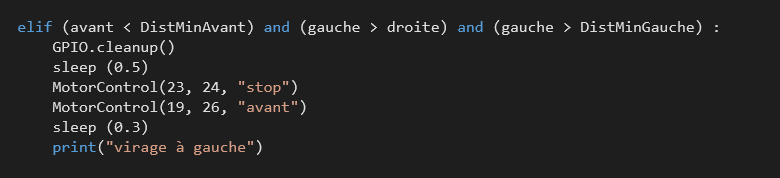 elif (avant < DistMinAvant) and (gauche > droite) and (gauche > DistMinGauche) :
    GPIO.cleanup()
    sleep (0.5)
    MotorControl(23, 24, "stop")
    MotorControl(19, 26, "avant")
    sleep (0.3)
    print("virage à gauche")